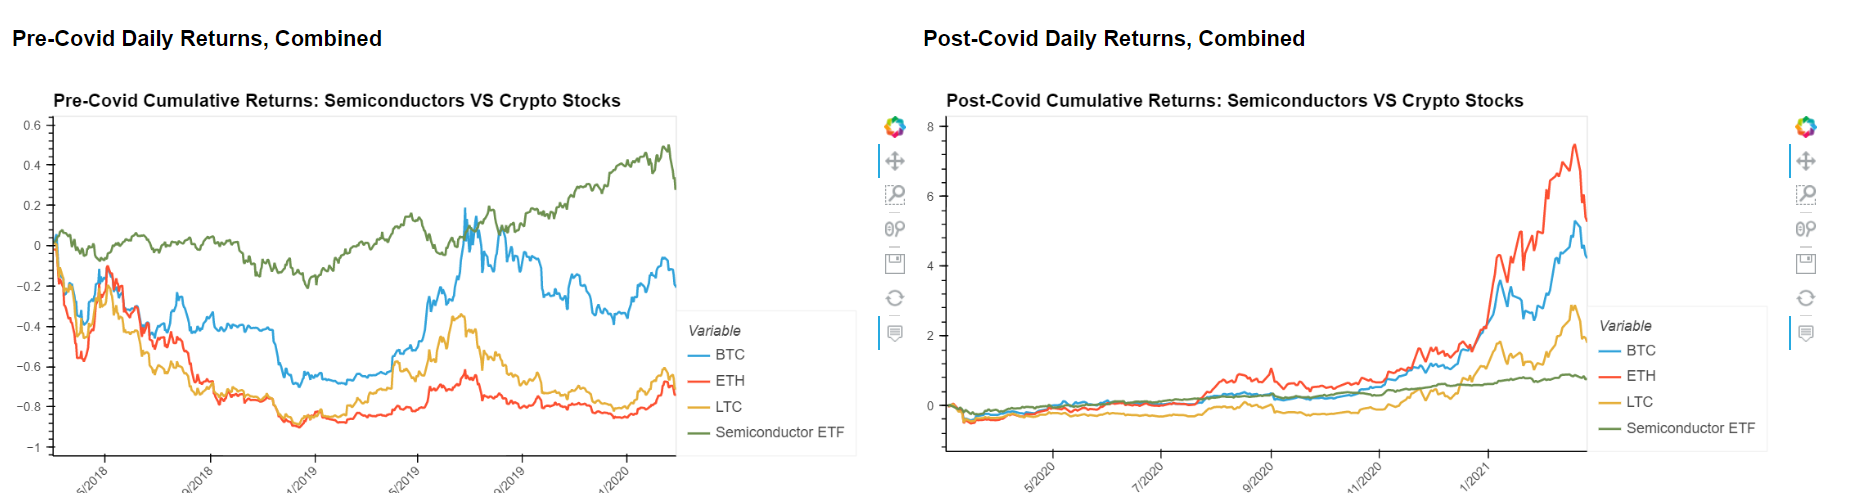 Pre-Covid Daily Returns, Combined
Pre-Covid Cumulative Returns: Semiconductors VS Crypto Stocks
0.6
0.4
0.2
0
−0.2
−0.4
−0.6
−0.8
−1
5/2018
9/2018
1/2019
5/2019
9/2019
1/2020
Variable
BTC
ETH
LTC
Semiconductor ETF
Post-Covid Daily Returns, Combined
Post-Covid Cumulative Returns: Semiconductors VS Crypto Stocks
8
6
4
2
0
5/2020
7/2020
9/2020
11/2020
1/2021
Variable
BTC
ETH
LTC
Semiconductor ETF